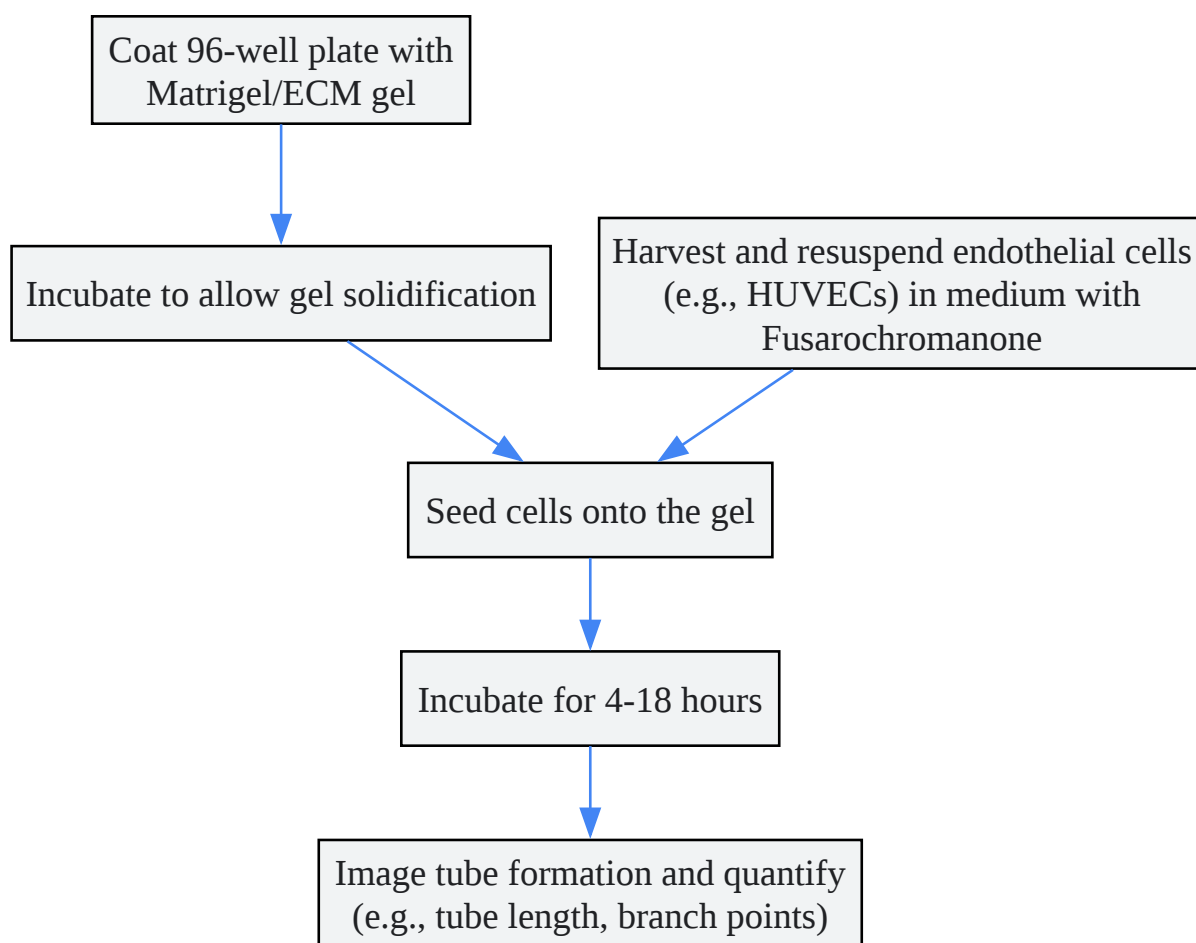 Coat 96-well plate with
Matrigel/ECM gel
Incubate to allow gel solidification
Harvest and resuspend endothelial cells
(e.g., HUVECs) in medium with
Fusarochromanone
Seed cells onto the gel
Incubate for 4-18 hours
Image tube formation and quantify
(e.g., tube length, branch points)